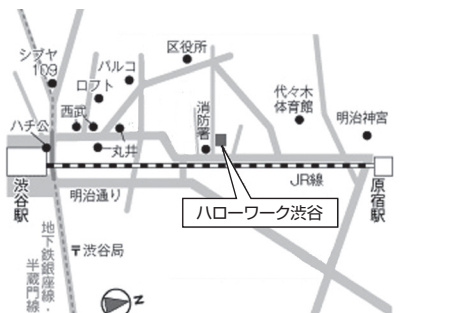 区役所
シブヤ
109
パルコ
ロフト
西武
ハチ公
丸井
消防署
代々木
体育館
明治神宮
渋谷駅
JR線
原宿駅
明治通り
ハローワーク渋谷
〒渋谷局
地下鉄銀座線・
半蔵門線
N